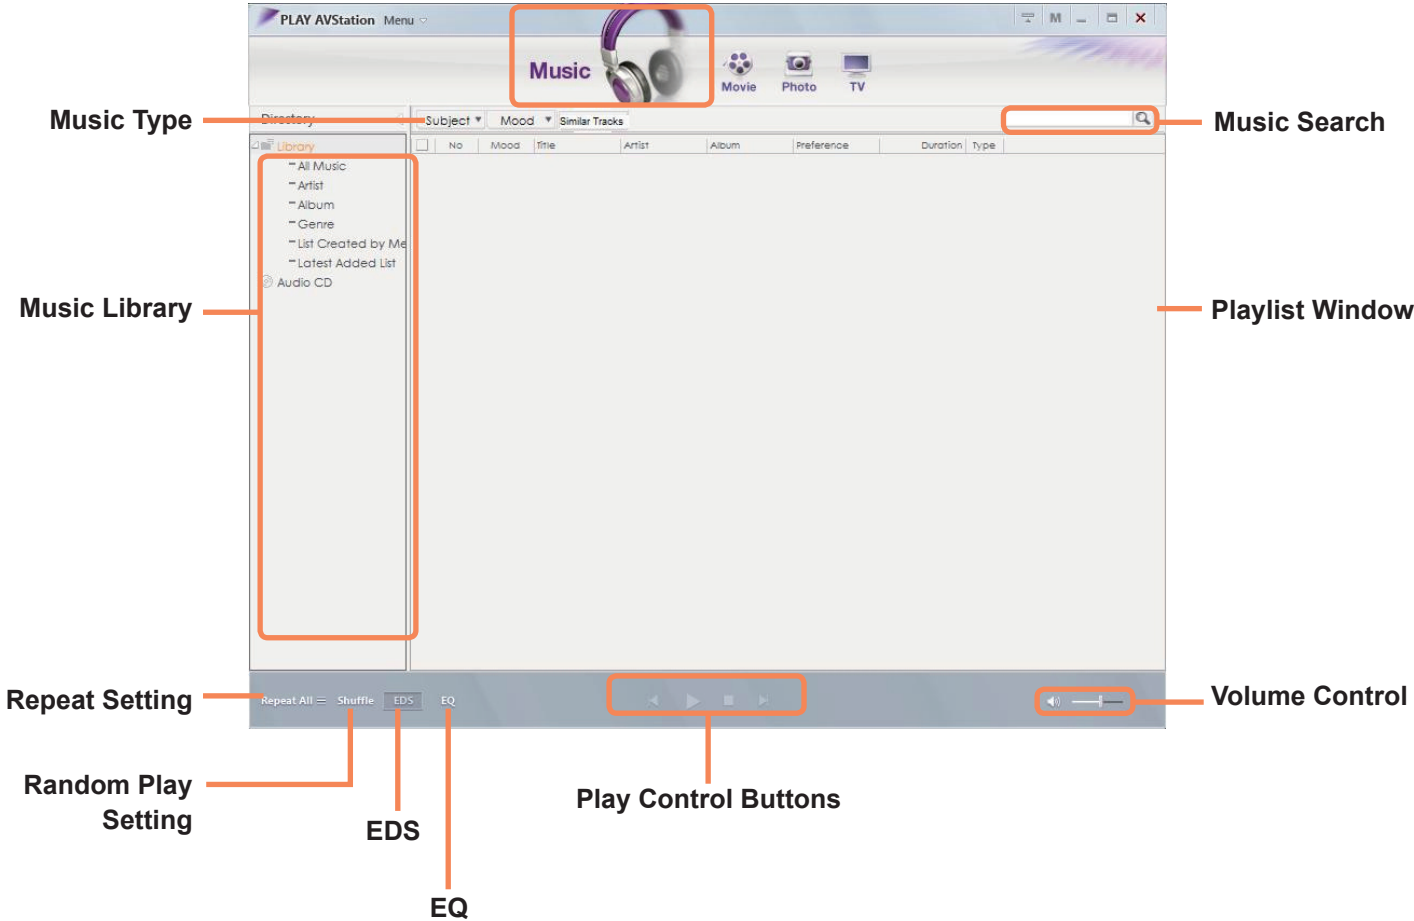 PLAY AVStation Menu
M
Music
Movie
Photo
TV
Music Type
Directory
Subject
Mood
Similar Tracks
Music Search
Library
No
Mood
Title
Artist
Album
Preference
Duration
Type
All Music
Artist
Album
Genre
List Created by Me
Latest Added List
Audio CD
Music Library
Playlist Window
Repeat Setting
Repeat All
Shuffle
EDS
EQ
Volume Control
Random Play
Setting
Play Control Buttons
EDS
EQ